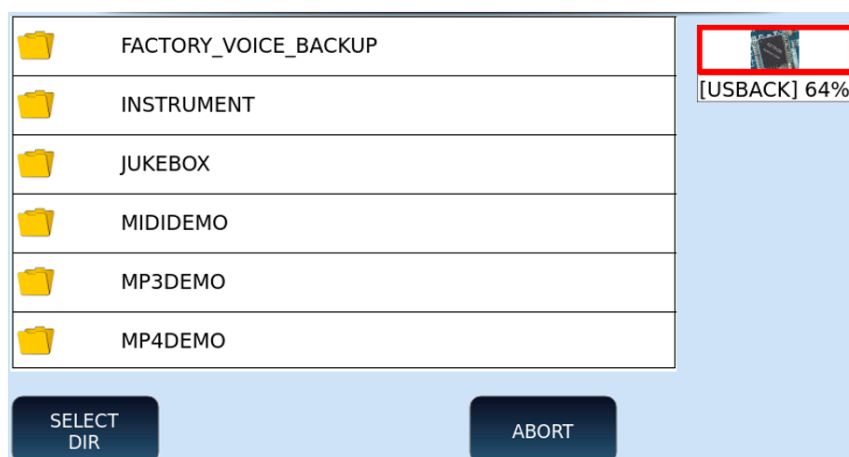 FACTORY_VOICE_BACKUP
INSTRUMENT
JUKEBOX
MIDIDEMO
MP3DEMO
MP4DEMO
[USBACK] 64%
SELECT
DIR
ABORT